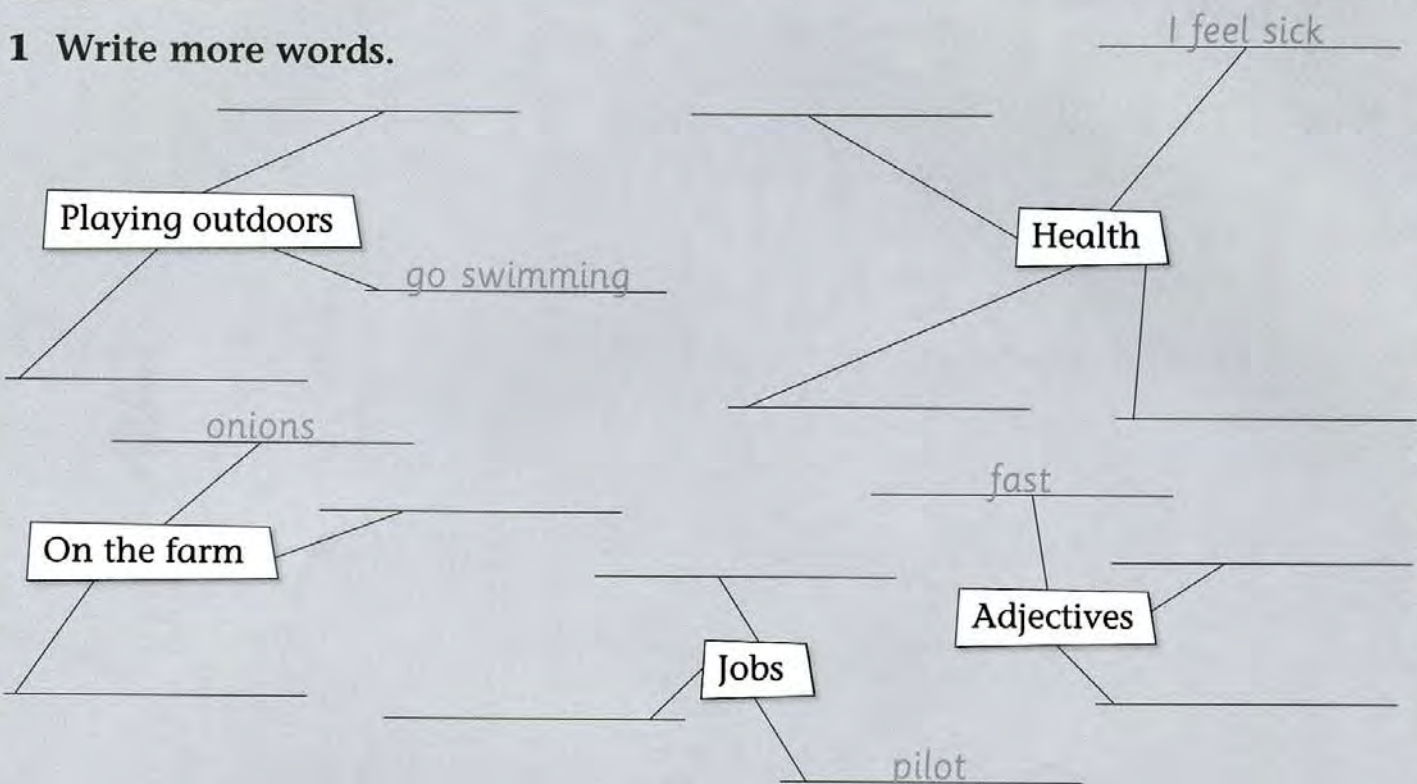 1 Write more words.
I feel sick
Playing outdoors
Health
go swimming
onions
fast
On the farm
Adjectives
Jobs
pilot